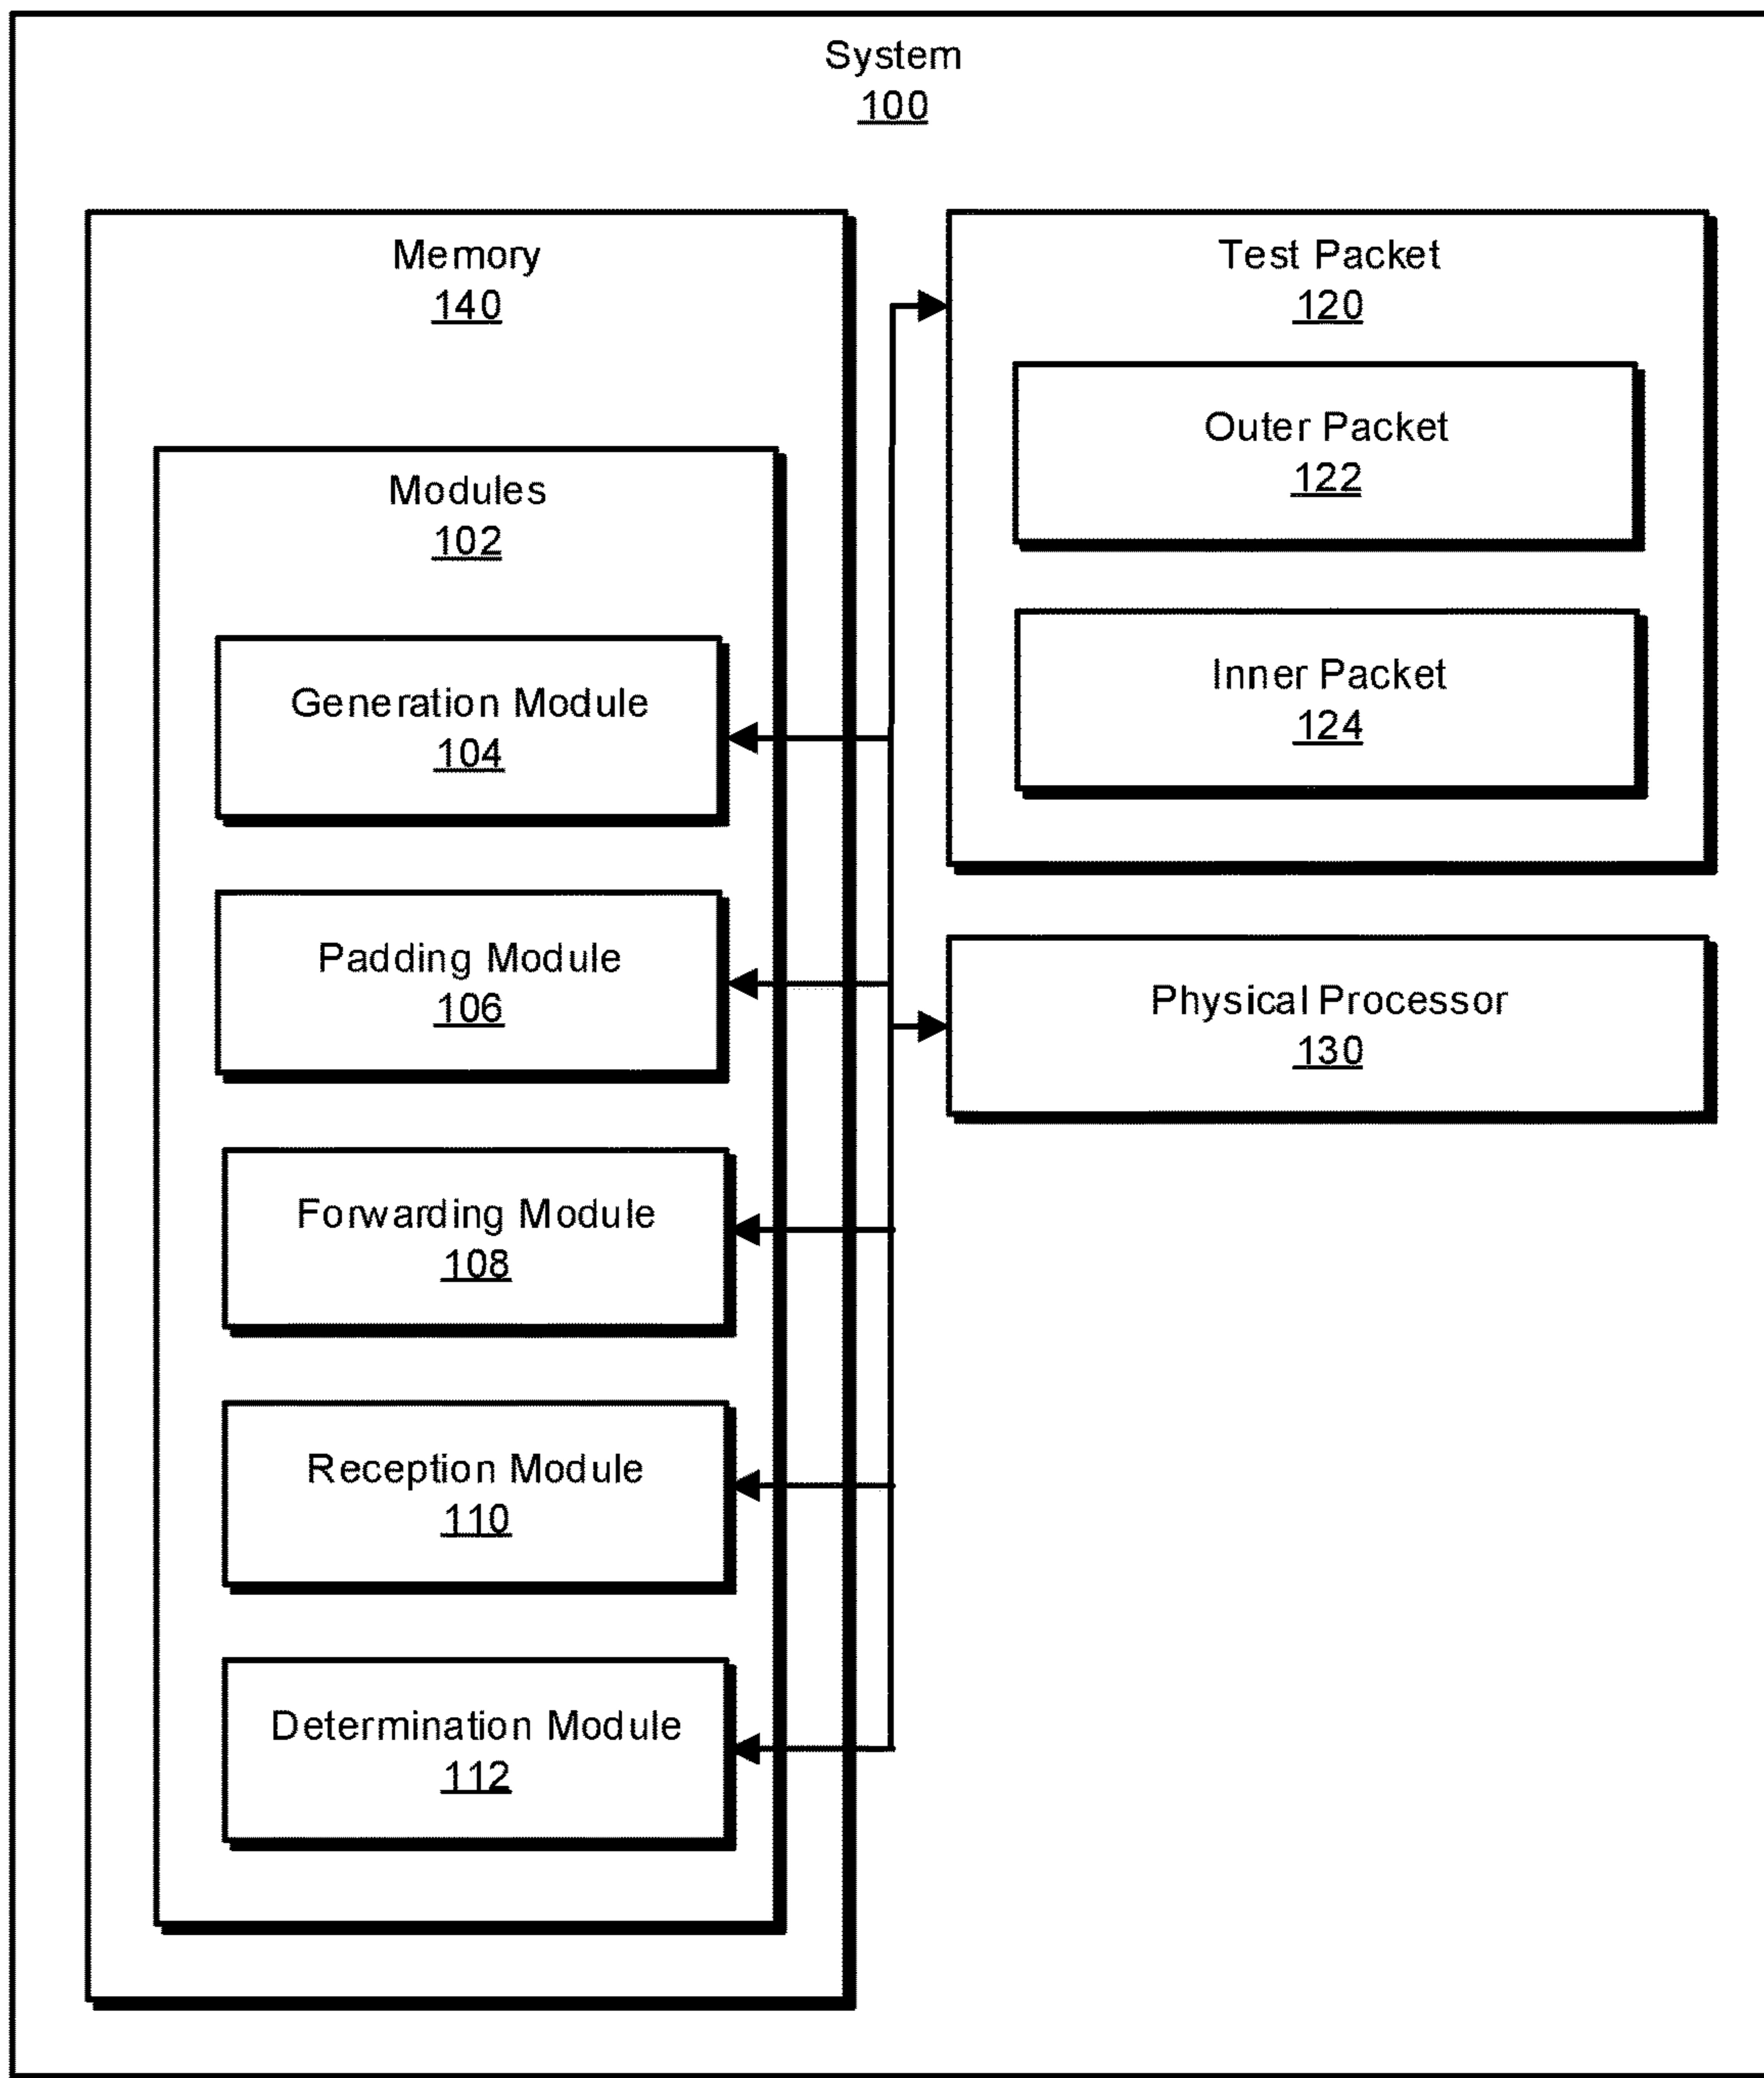 System
100
Memory
140
Modules
102
Generation Module
104
Padding Module
106
Forwarding Module
108
Reception Module
110
Determination Module
112
Test Packet
120
Outer Packet
122
Inner Packet
124
Physical Processor
130